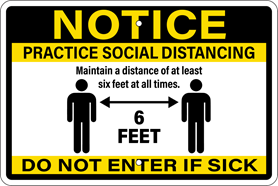 NOTICE
PRACTICE SOCIAL DISTANCING
Maintain a distance of at least
six feet at all times.
6
FEET
DO NOT ENTER IF SICK